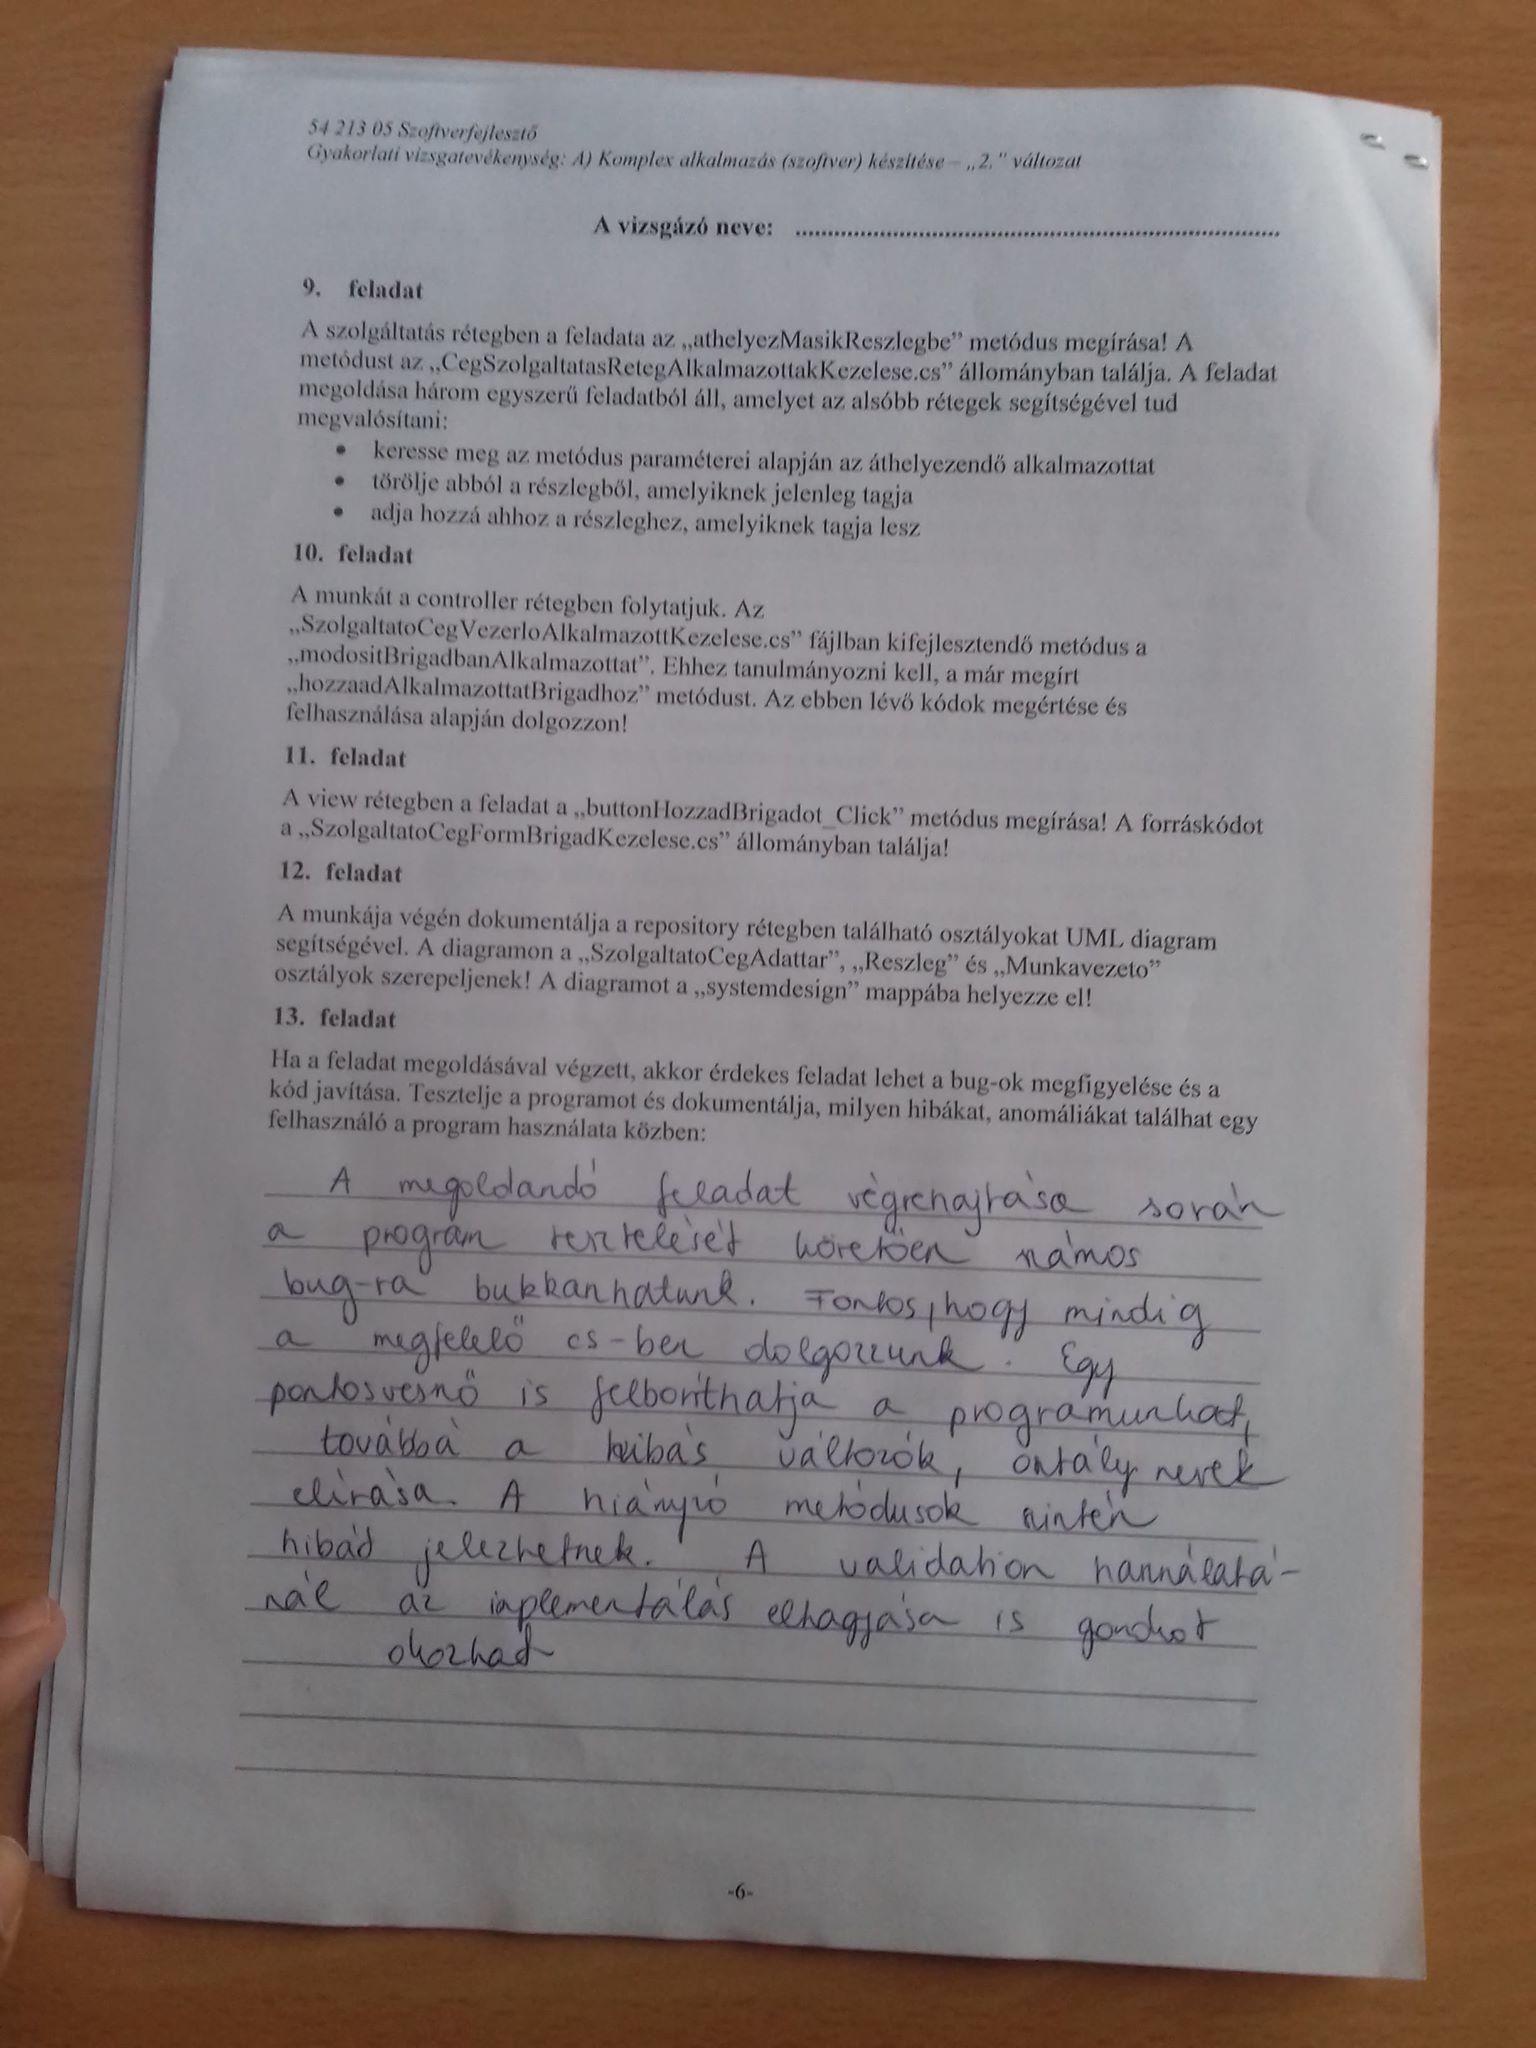 54 213 05 Szoftverfejlesztő
Gyakorlati vizsgatevékenység: A) Komplex alkalmazás (szoftver) készítése – „2." változat
A vizsgázó neve: ....................................................................
9. feladat
A szolgáltatás rétegben a feladata az „athelyezMasikReszlegbe” metódus megírása! A
metódust az „CegSzolgaltatasRetegAlkalmazottakKezelese.cs” állományban találja. A feladat
megoldása három egyszerű feladatból áll, amelyet az alsóbb rétegek segítségével tud
megvalósítani:
• keresse meg az metódus paraméterei alapján az áthelyezendő alkalmazottat
• törölje abból a részlegből, amelyiknek jelenleg tagja
• adja hozzá ahhoz a részleghez, amelyiknek tagja lesz
10. feladat
A munkát a controller rétegben folytatjuk. Az
„SzolgaltatoCegVezerloAlkalmazottKezelese.cs” fájlban kifejlesztendő metódus a
„modositBrigadbanAlkalmazottat”. Ehhez tanulmányozni kell, a már megírt
„hozzaadAlkalmazottatBrigadhoz” metódust. Az ebben lévő kódok megértése és
felhasználása alapján dolgozzon!
11. feladat
A view rétegben a feladat a „buttonHozzadBrigadot_Click” metódus megírása! A forráskódot
a „SzolgaltatoCegFormBrigadKezelese.cs” állományban találja!
12. feladat
A munkája végén dokumentálja a repository rétegben található osztályokat UML diagram
segítségével. A diagramon a „SzolgaltatoCegAdattar”, „Reszleg” és „Munkavezeto”
osztályok szerepeljenek! A diagramot a „systemdesign” mappába helyezze el!
13. feladat
Ha a feladat megoldásával végzett, akkor érdekes feladat lehet a bug-ok megfigyelése és a
kód javítása. Tesztelje a programot és dokumentálja, milyen hibákat, anomáliákat találhat egy
felhasználó a program használata közben:
A megoldandó feladat végrehajtása során
a program tesztelését követően számos
bug-ra bukkanhatunk. Fontos, hogy mindig
a megfelelő cs-ben dolgozzunk. Egy
pontosvesző is felboríthatja a programunkat,
továbbá a hibás változók, osztály nevek
elírása. A hiányzó metódusok szintén
hibát jelezhetnek. A validation használatá-
nál az implementálás elhagyása is gondot
okozhat
-6-